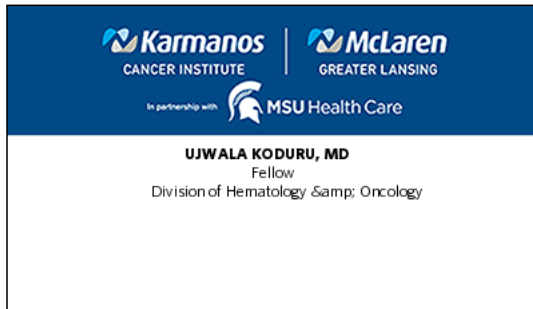 Karmanos McLaren
CANCER INSTITUTE GREATER LANSING
In partnership with MSU Health Care
UJWALA KODURU, MD
Fellow
Division of Hematology &amp; Oncology